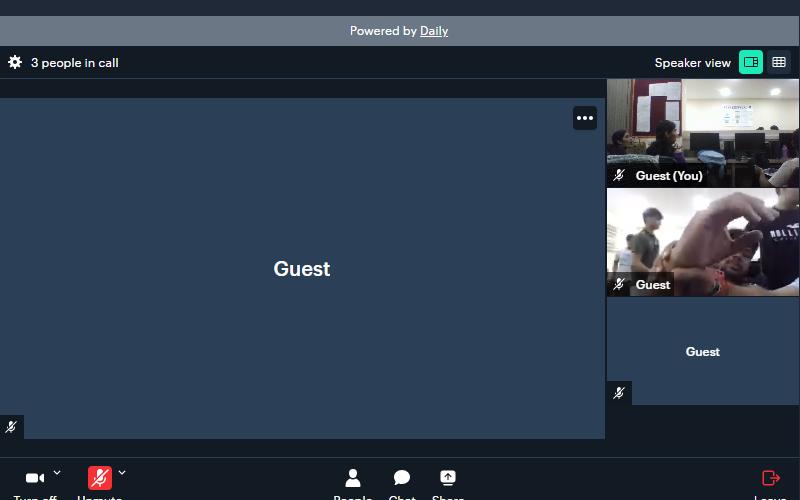 Powered by Daily
3 people in call
Speaker view
Guest (You)
Guest
Guest
Guest
Turn off
Unmute
People
Chat
Share
Leave